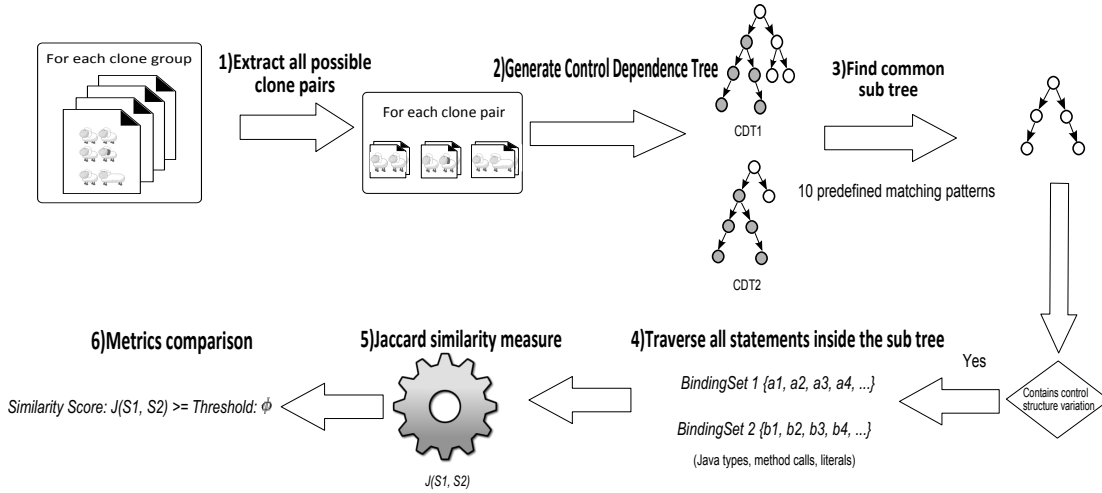 For each clone group
1)Extract all possible
clone pairs
For each clone pair
2)Generate Control Dependence Tree
CDT1
CDT2
3)Find common
sub tree
10 predefined matching patterns
Contains control
structure variation
Yes
4)Traverse all statements inside the sub tree
BindingSet 1 {a1, a2, a3, a4, ...}
BindingSet 2 {b1, b2, b3, b4, ...}
(Java types, method calls, literals)
5)Jaccard similarity measure
J(S1, S2)
6)Metrics comparison
Similarity Score: J(S1, S2) >= Threshold: ϕ